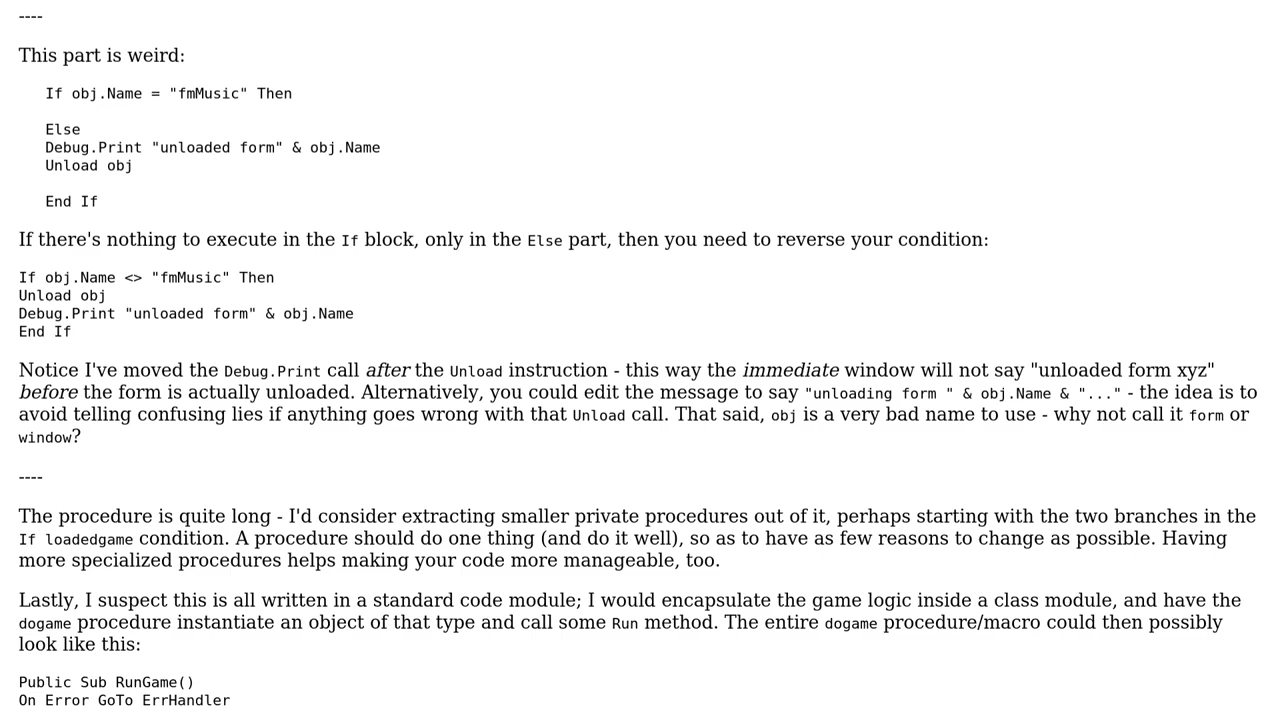 ----
This part is weird:
If obj.Name = "fmMusic" Then
Else
Debug.Print "unloaded form" & obj.Name
Unload obj
End If
If there's nothing to execute in the If block, only in the Else part, then you need to reverse your condition:
If obj.Name <> "fmMusic" Then
Unload obj
Debug.Print "unloaded form" & obj.Name
End If
Notice I've moved the Debug.Print call after the Unload instruction - this way the immediate window will not say "unloaded form xyz"
before the form is actually unloaded. Alternatively, you could edit the message to say "unloading form " & obj.Name & "..." - the idea is to
avoid telling confusing lies if anything goes wrong with that Unload call. That said, obj is a very bad name to use - why not call it form or
window?
----
The procedure is quite long - I'd consider extracting smaller private procedures out of it, perhaps starting with the two branches in the
If loadedgame condition. A procedure should do one thing (and do it well), so as to have as few reasons to change as possible. Having
more specialized procedures helps making your code more manageable, too.
Lastly, I suspect this is all written in a standard code module; I would encapsulate the game logic inside a class module, and have the
dogame procedure instantiate an object of that type and call some Run method. The entire dogame procedure/macro could then possibly
look like this:
Public Sub RunGame()
On Error GoTo ErrHandler